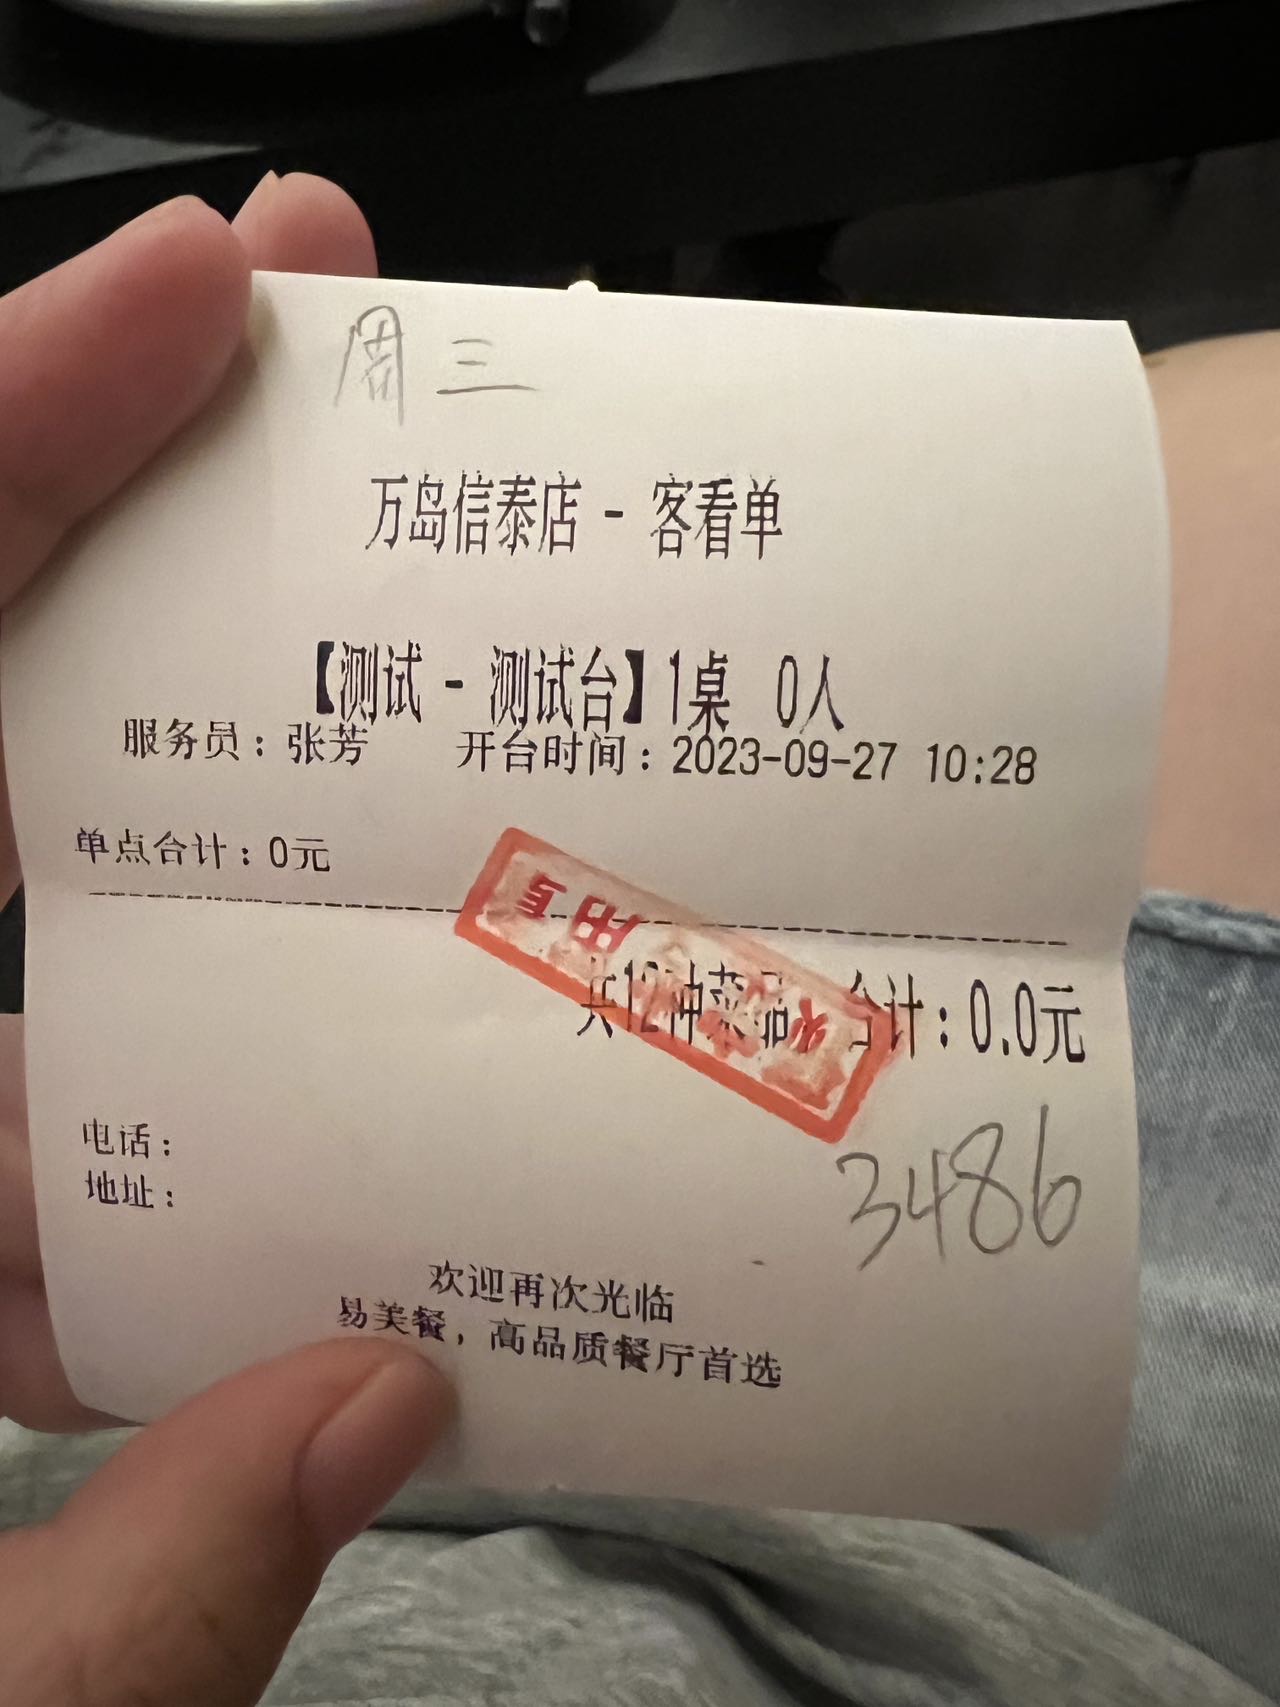 周三
万岛信泰店 - 客看单
【测试 - 测试台】1桌 0人
服务员：张芳 开台时间：2023-09-27 10:28
单点合计：0元
专用
共12种菜品 合计：0.0元
3486
电话：
地址：
欢迎再次光临
易美餐，高品质餐厅首选